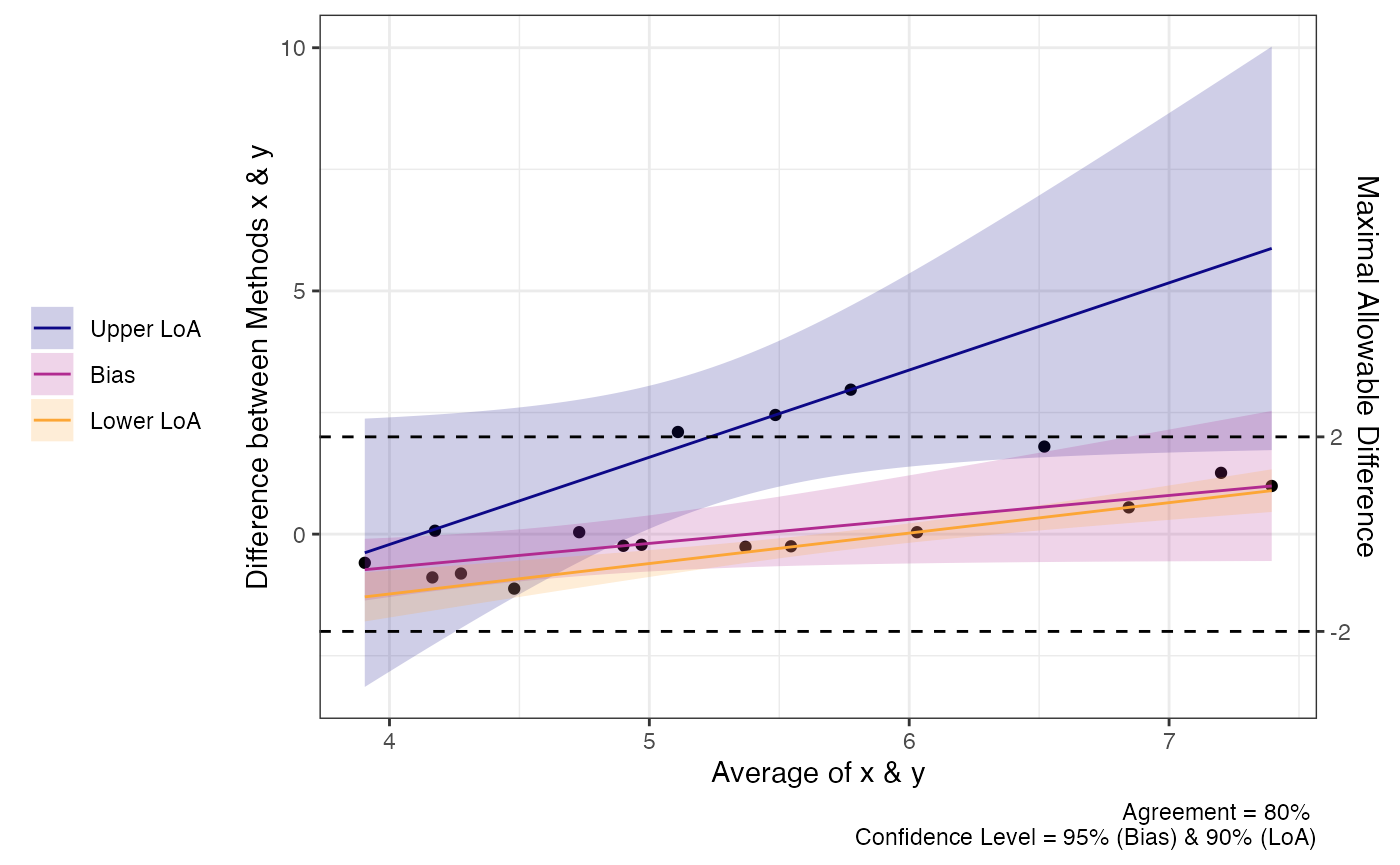 Upper LoA
Bias
Lower LoA
Difference between Methods x & y
10
5
0
4
5
6
7
Average of x & y
2
-2
Maximal Allowable Difference
Agreement = 80%
Confidence Level = 95% (Bias) & 90% (LoA)